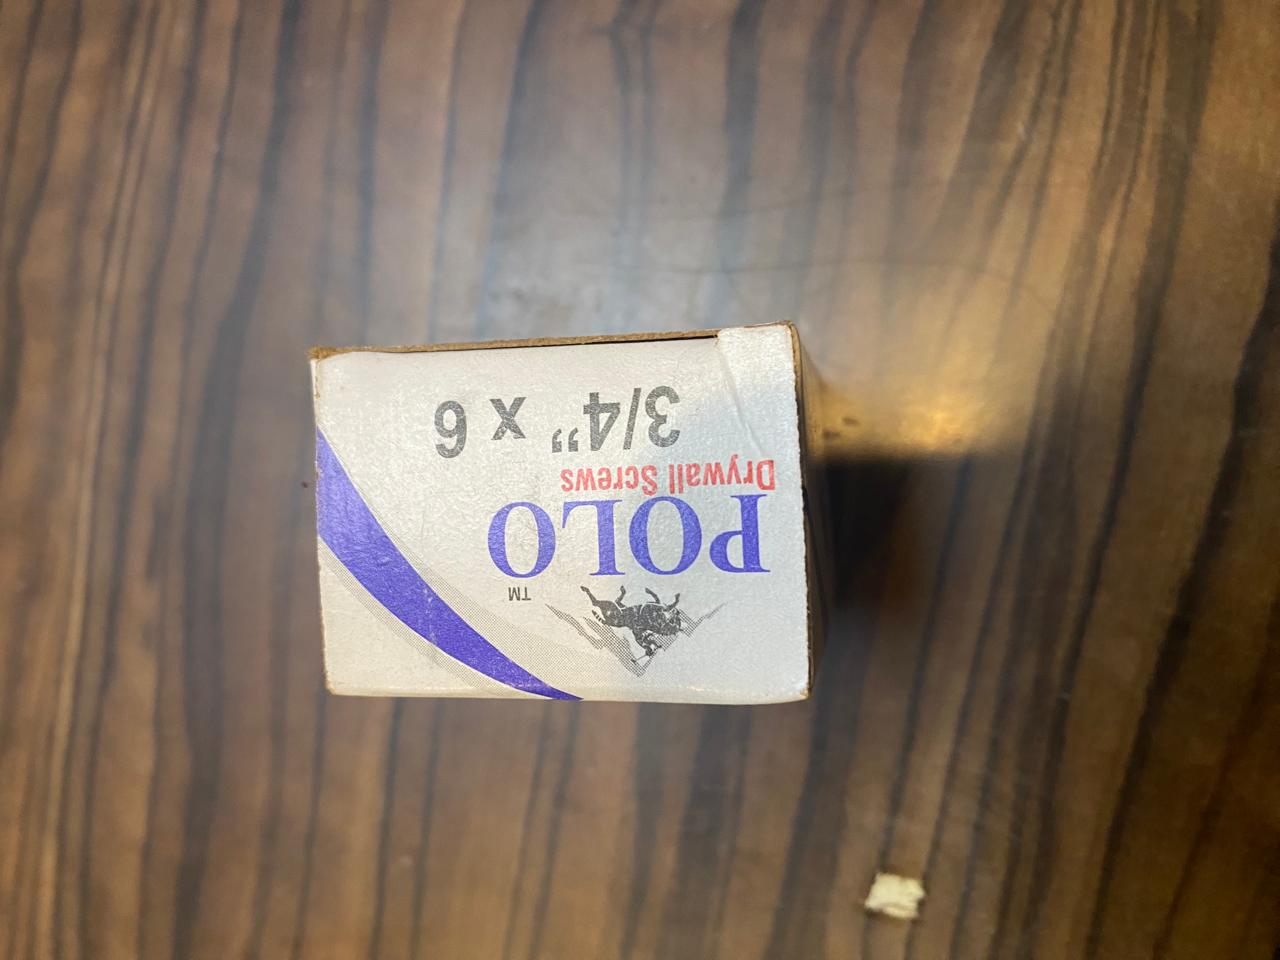 TM
POLO
Drywall Screws
3/4” x 6